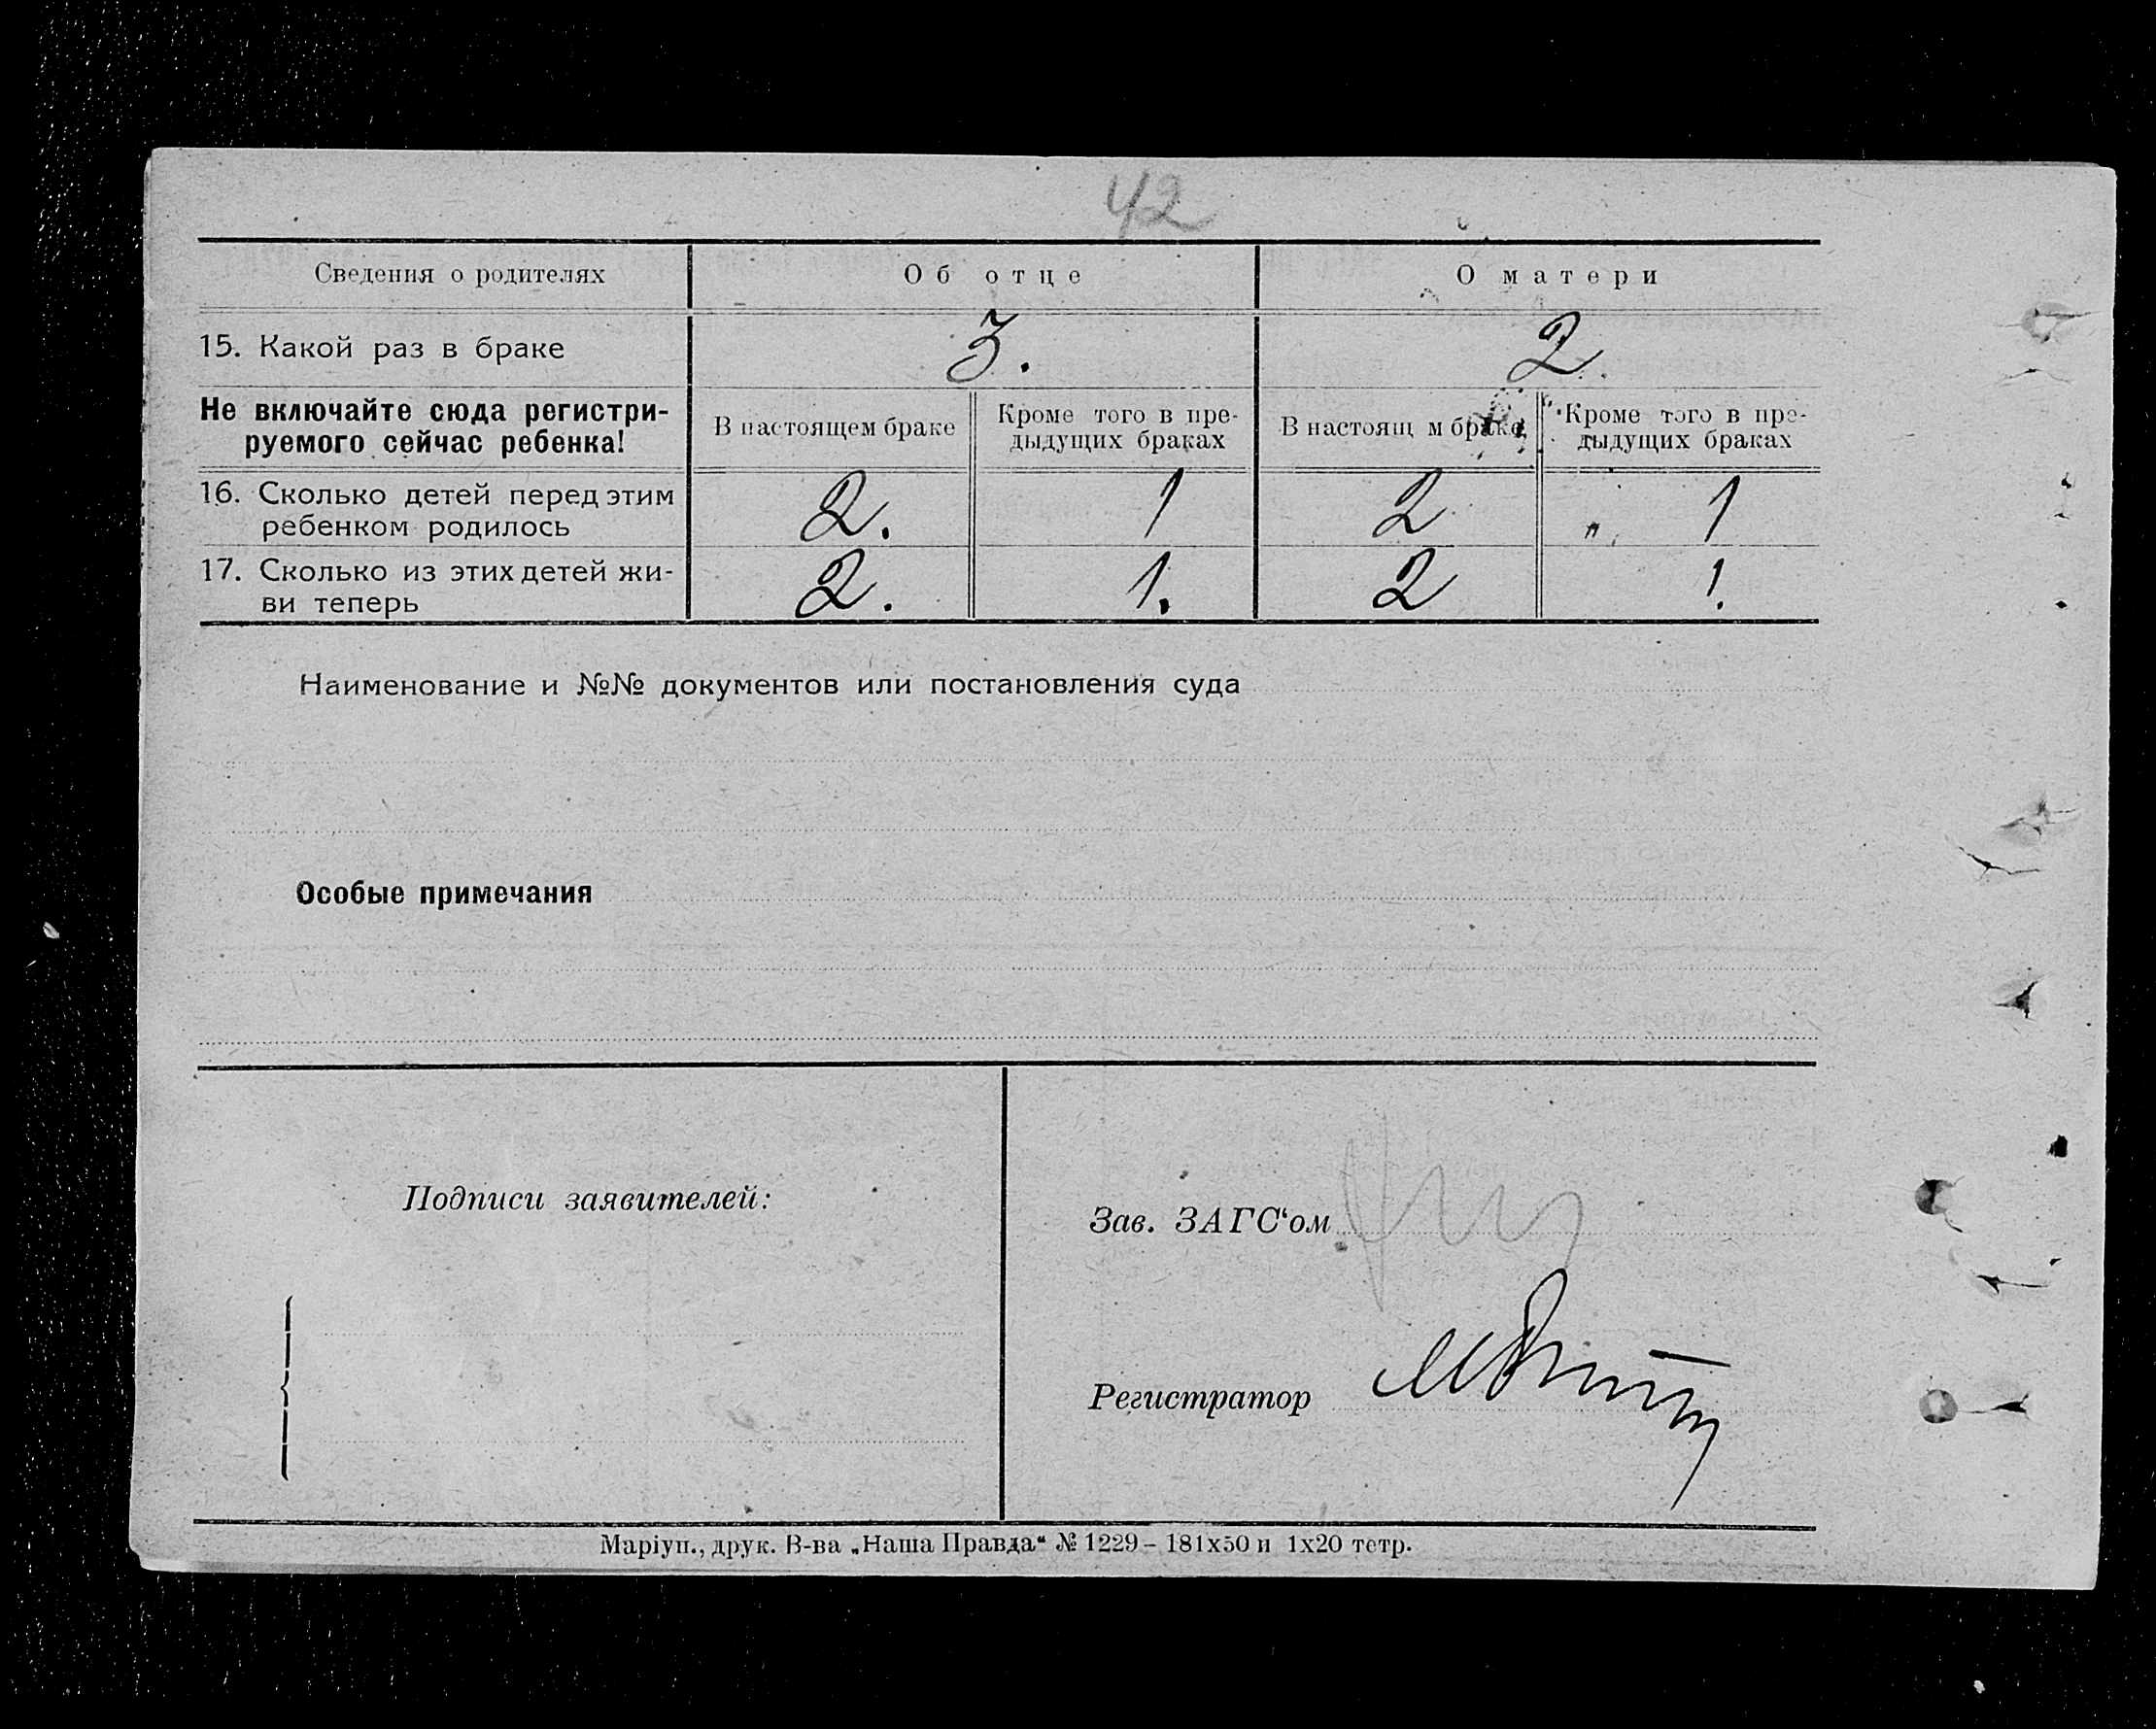 42
Сведения о родителях Об отце О матери
15. Какой раз в браке 3. 2.
Не включайте сюда регистри-
руемого сейчас ребенка!
В настоящем браке
Кроме того в пре-
дыдущих браках
В настоящ м браке
Кроме того в пре-
дыдущих браках
16. Сколько детей перед этим
ребенком родилось
2. 1 2 „ 1
17. Сколько из этих детей жи-
ви теперь
2. 1. 2 1.
Наименование и №№ документов или постановления суда
Особые примечания
Подписи заявителей:
Зав. ЗАГС‘ом
Регистратор
Маріуп., друк. В-ва „Наша Правда“ № 1229 – 181х50 и 1х20 тетр.